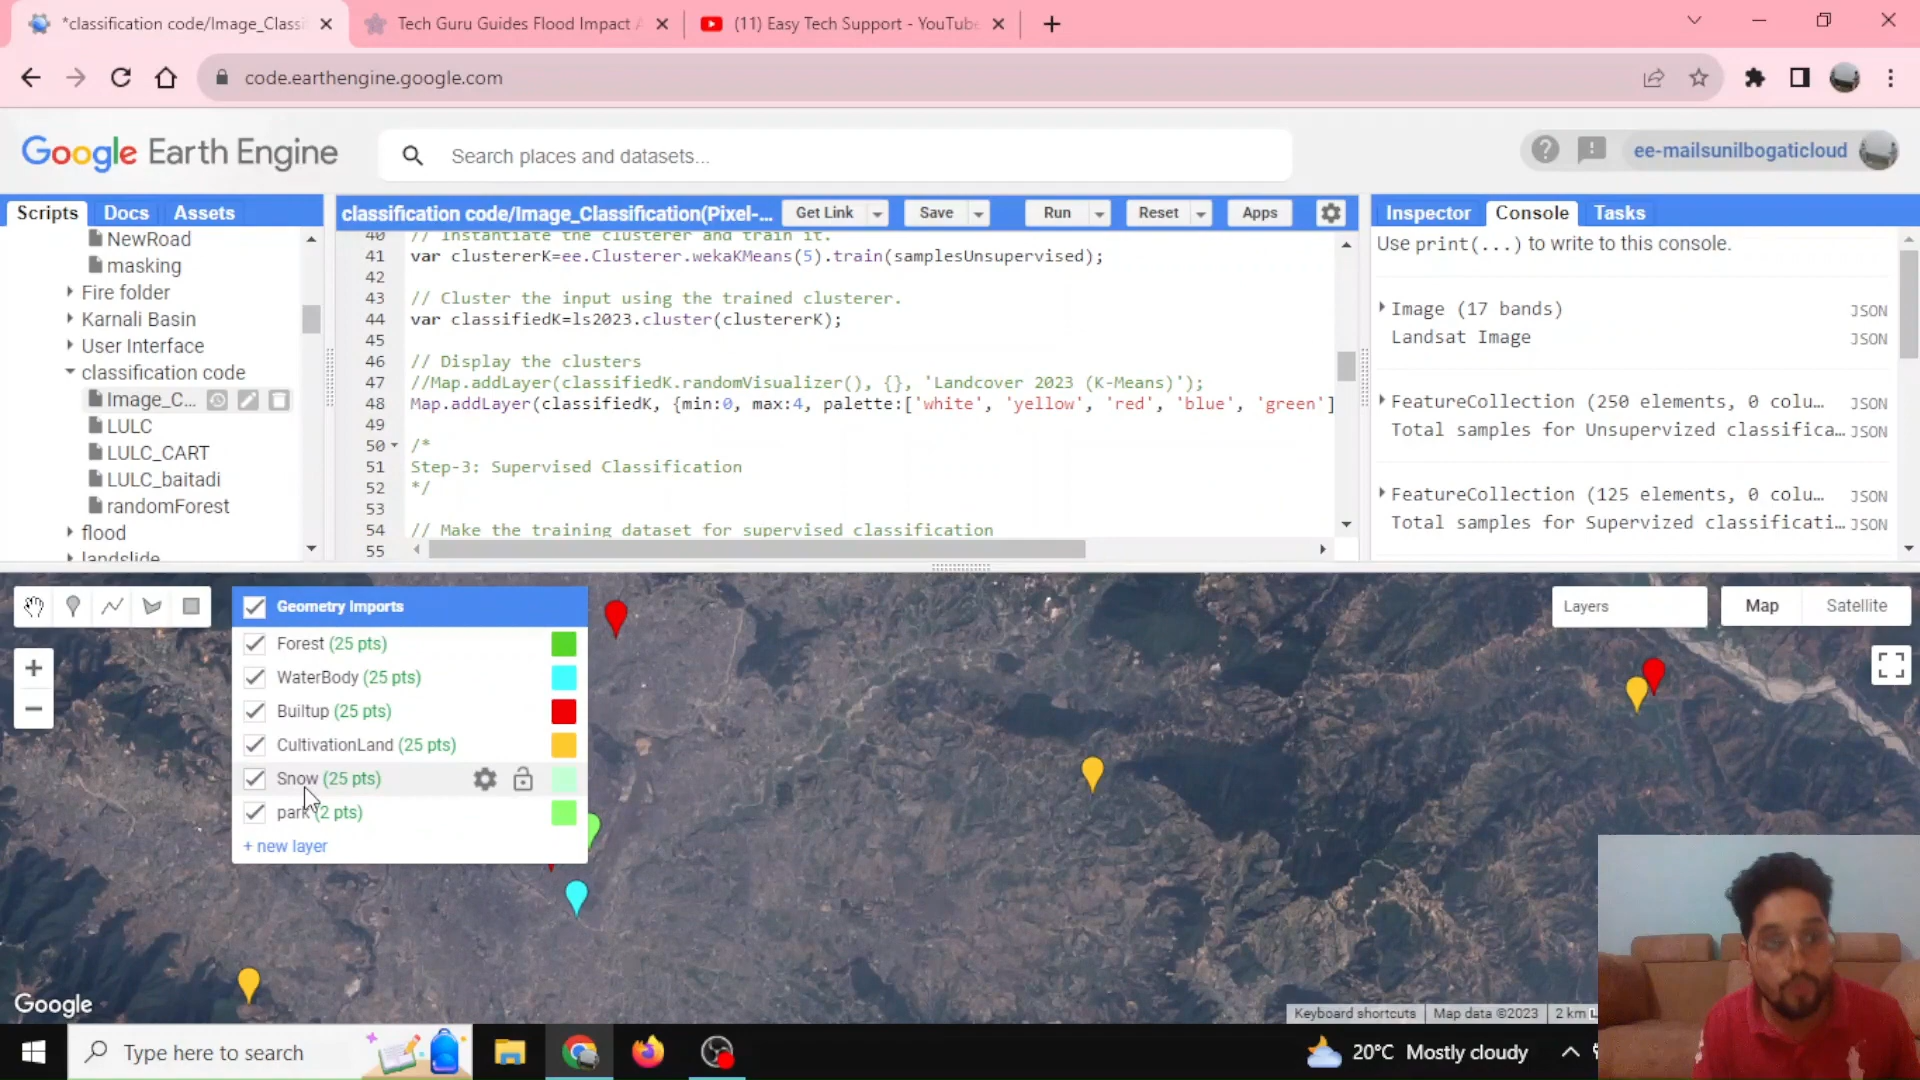 *classification code/Image_Classi
Tech Guru Guides Flood Impact A
(11) Easy Tech Support - YouTube
code.earthengine.google.com
Google Earth Engine
Search places and datasets...
ee-mailsunilbogaticloud
Scripts Docs Assets
NewRoad
masking
Fire folder
Karnali Basin
User Interface
classification code
Image_C...
LULC
LULC_CART
LULC_baitadi
randomForest
flood
landslide
classification code/Image_Classification(Pixel-...
Get Link
Save
Run
Reset
Apps
40 // Instantiate the clusterer and train it.
41 var clustererK=ee.Clusterer.wekaKMeans(5).train(samplesUnsupervised);
42
43 // Cluster the input using the trained clusterer.
44 var classifiedK=ls2023.cluster(clustererK);
45
46 // Display the clusters
47 //Map.addLayer(classifiedK.randomVisualizer(), {}, 'Landcover 2023 (K-Means)');
48 Map.addLayer(classifiedK, {min:0, max:4, palette:['white', 'yellow', 'red', 'blue', 'green']
49
50 /*
51 Step-3: Supervised Classification
52 */
53
54 // Make the training dataset for supervised classification
55
Inspector Console Tasks
Use print(...) to write to this console.
Image (17 bands) JSON
Landsat Image JSON
FeatureCollection (250 elements, 0 colu... JSON
Total samples for Unsupervized classifica... JSON
FeatureCollection (125 elements, 0 colu... JSON
Total samples for Supervized classificati... JSON
Geometry Imports
Forest (25 pts)
WaterBody (25 pts)
Builtup (25 pts)
CultivationLand (25 pts)
Snow (25 pts)
park (2 pts)
+ new layer
Layers
Map
Satellite
Google
Keyboard shortcuts
Map data ©2023
2 km
Type here to search
20°C Mostly cloudy